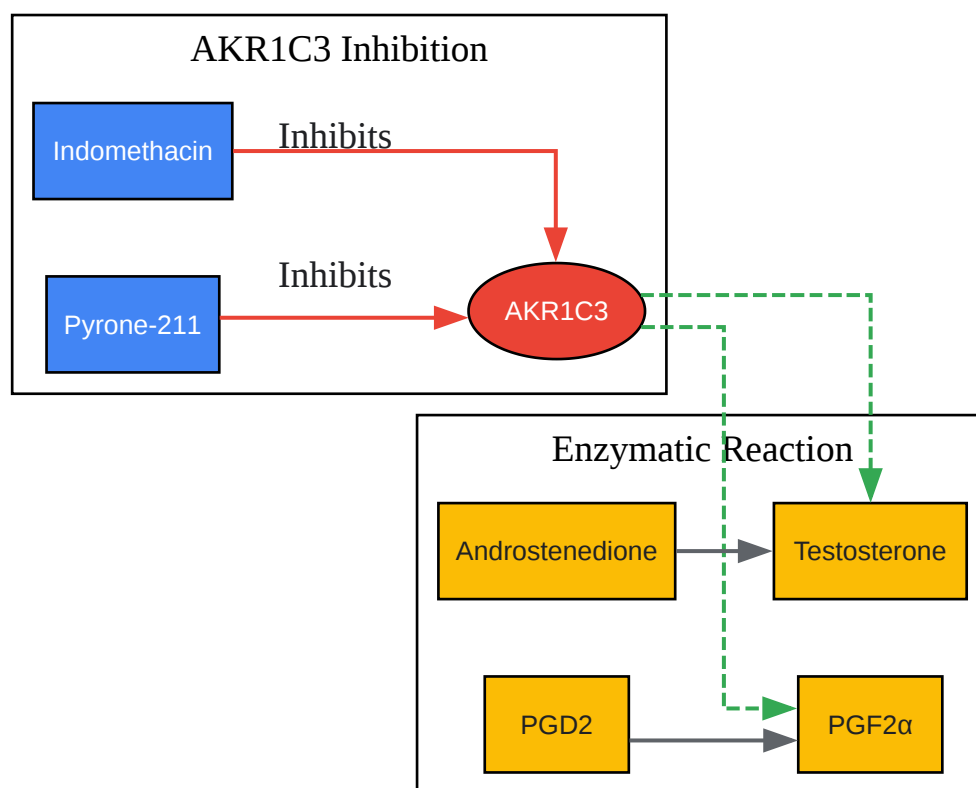 AKR1C3 Inhibition
Indomethacin
Inhibits
Pyrone-211
Inhibits
AKR1C3
Enzymatic Reaction
Androstenedione
Testosterone
PGD2
PGF2α